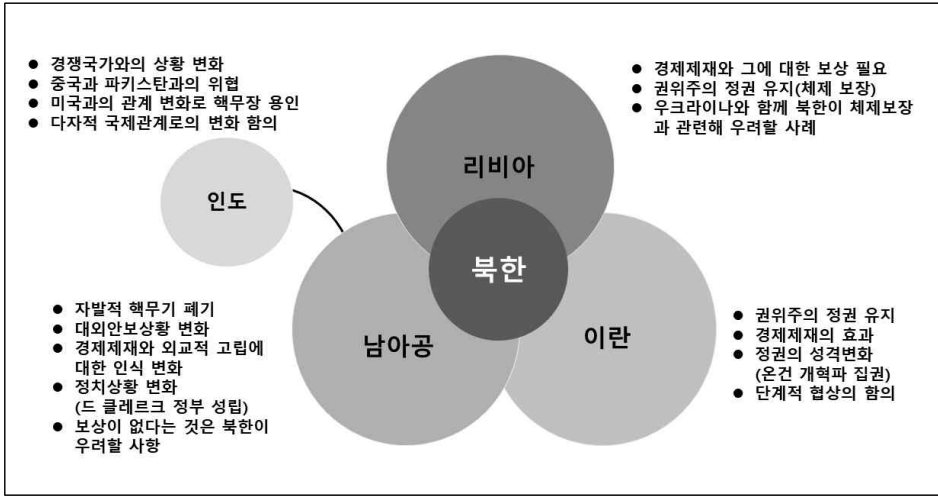 ● 경쟁국가와의 상황 변화
● 중국과 파키스탄과의 위협
● 미국과의 관계 변화로 핵무장 용인
● 다자적 국제관계로의 변화 함의
● 경제제재와 그에 대한 보상 필요
● 권위주의 정권 유지(체제 보장)
● 우크라이나와 함께 북한이 체제보장
과 관련해 우려할 사례
리비아
인도
북한
남아공
이란
● 자발적 핵무기 폐기
● 대외안보상황 변화
● 경제제재와 외교적 고립에
대한 인식 변화
● 정치상황 변화
(드 클레르크 정부 성립)
● 보상이 없다는 것은 북한이
우려할 사항
● 권위주의 정권 유지
● 경제제재의 효과
● 정권의 성격변화
(온건 개혁파 집권)
● 단계적 협상의 함의